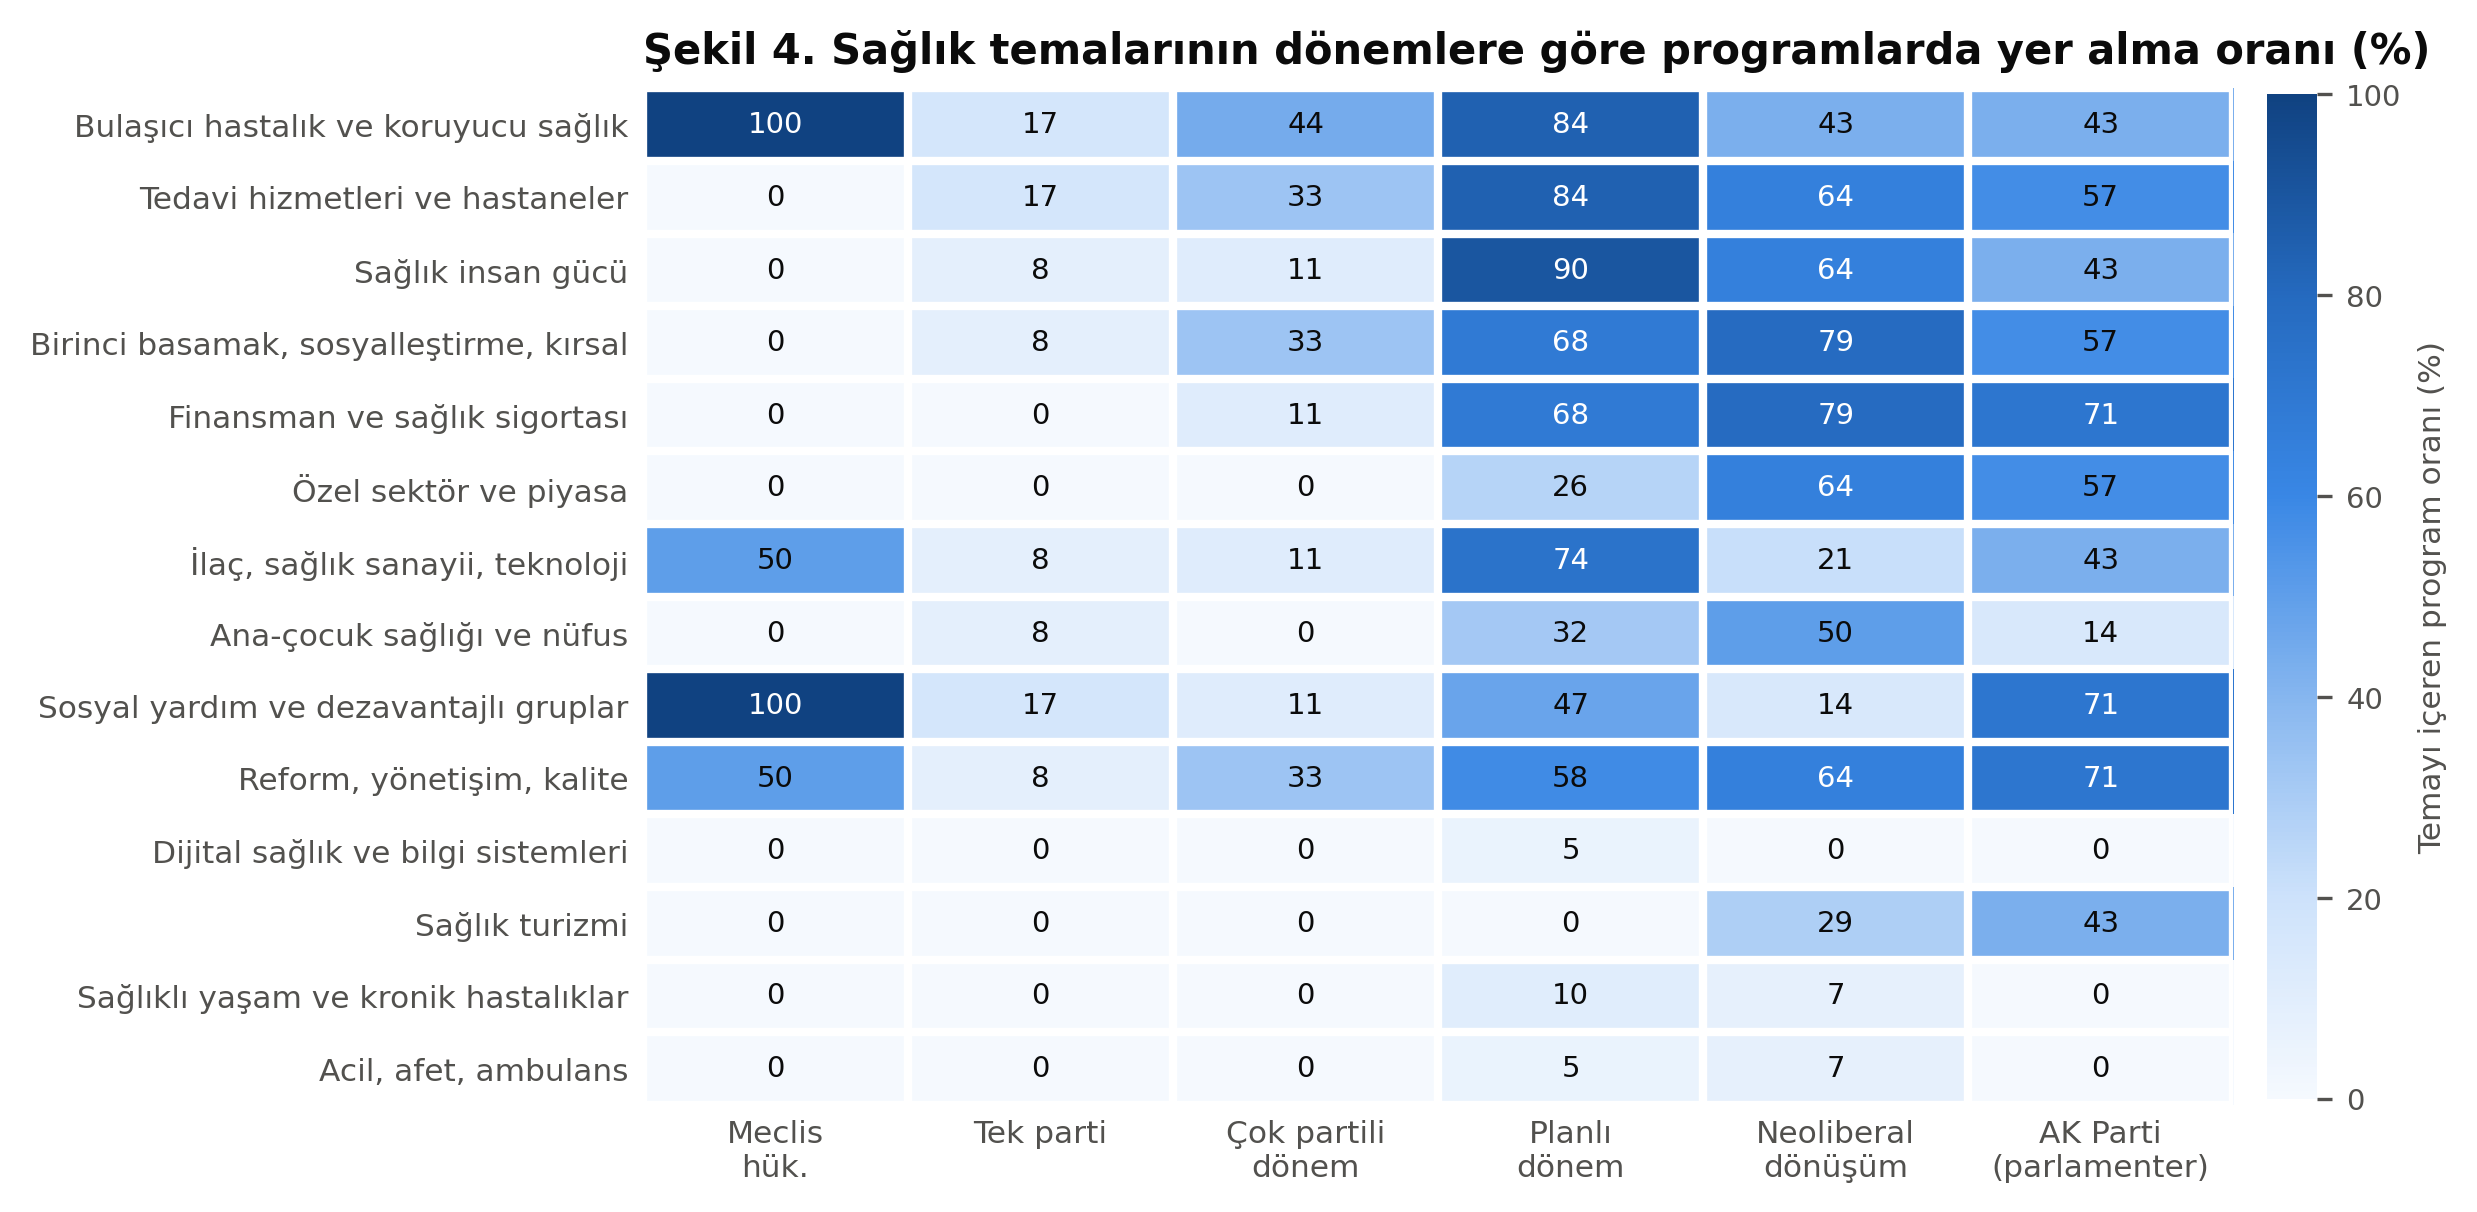 Şekil 4. Sağlık temalarının dönemlere göre programlarda yer alma oranı (%)
Bulaşıcı hastalık ve koruyucu sağlık 100 17 44 84 43 43
Tedavi hizmetleri ve hastaneler 0 17 33 84 64 57
Sağlık insan gücü 0 8 11 90 64 43
Birinci basamak, sosyalleştirme, kırsal 0 8 33 68 79 57
Finansman ve sağlık sigortası 0 0 11 68 79 71
Özel sektör ve piyasa 0 0 0 26 64 57
İlaç, sağlık sanayii, teknoloji 50 8 11 74 21 43
Ana-çocuk sağlığı ve nüfus 0 8 0 32 50 14
Sosyal yardım ve dezavantajlı gruplar 100 17 11 47 14 71
Reform, yönetişim, kalite 50 8 33 58 64 71
Dijital sağlık ve bilgi sistemleri 0 0 0 5 0 0
Sağlık turizmi 0 0 0 0 29 43
Sağlıklı yaşam ve kronik hastalıklar 0 0 0 10 7 0
Acil, afet, ambulans 0 0 0 5 7 0
Meclis
hük.
Tek parti
Çok partili
dönem
Planlı
dönem
Neoliberal
dönüşüm
AK Parti
(parlamenter)
100
80
60
40
20
0
Temayı içeren program oranı (%)